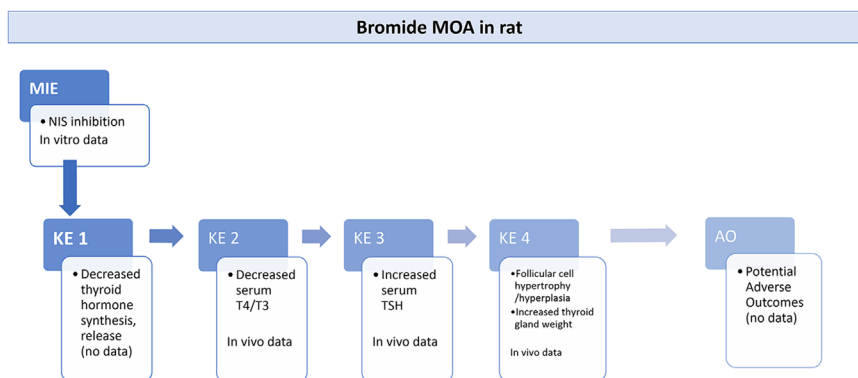 Bromide MOA in rat
MIE
• NIS inhibition
In vitro data
KE 1
• Decreased
thyroid
hormone
synthesis,
release
(no data)
KE 2
• Decreased
serum
T4/T3
In vivo data
KE 3
• Increased
serum
TSH
In vivo data
KE 4
•Follicular cell
hypertrophy
/hyperplasia
•Increased thyroid
gland weight
In vivo data
AO
• Potential
Adverse
Outcomes
(no data)